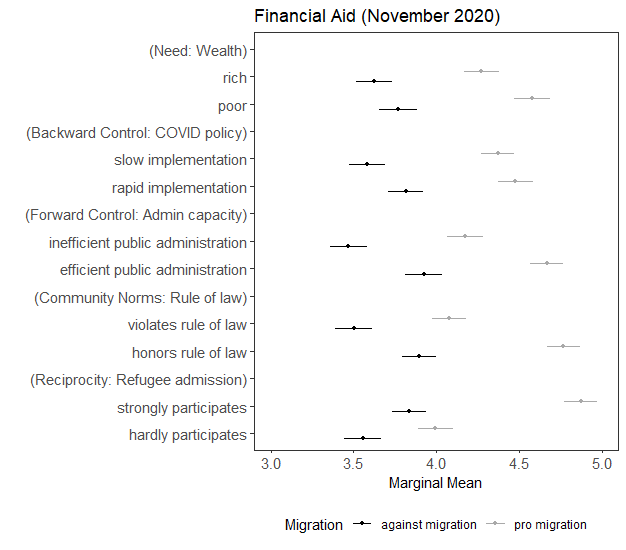 Financial Aid (November 2020)
(Need: Wealth)
rich
poor
(Backward Control: COVID policy)
slow implementation
rapid implementation
(Forward Control: Admin capacity)
inefficient public administration
efficient public administration
(Community Norms: Rule of law)
violates rule of law
honors rule of law
(Reciprocity: Refugee admission)
strongly participates
hardly participates
3.0 3.5 4.0 4.5 5.0
Marginal Mean
Migration against migration pro migration